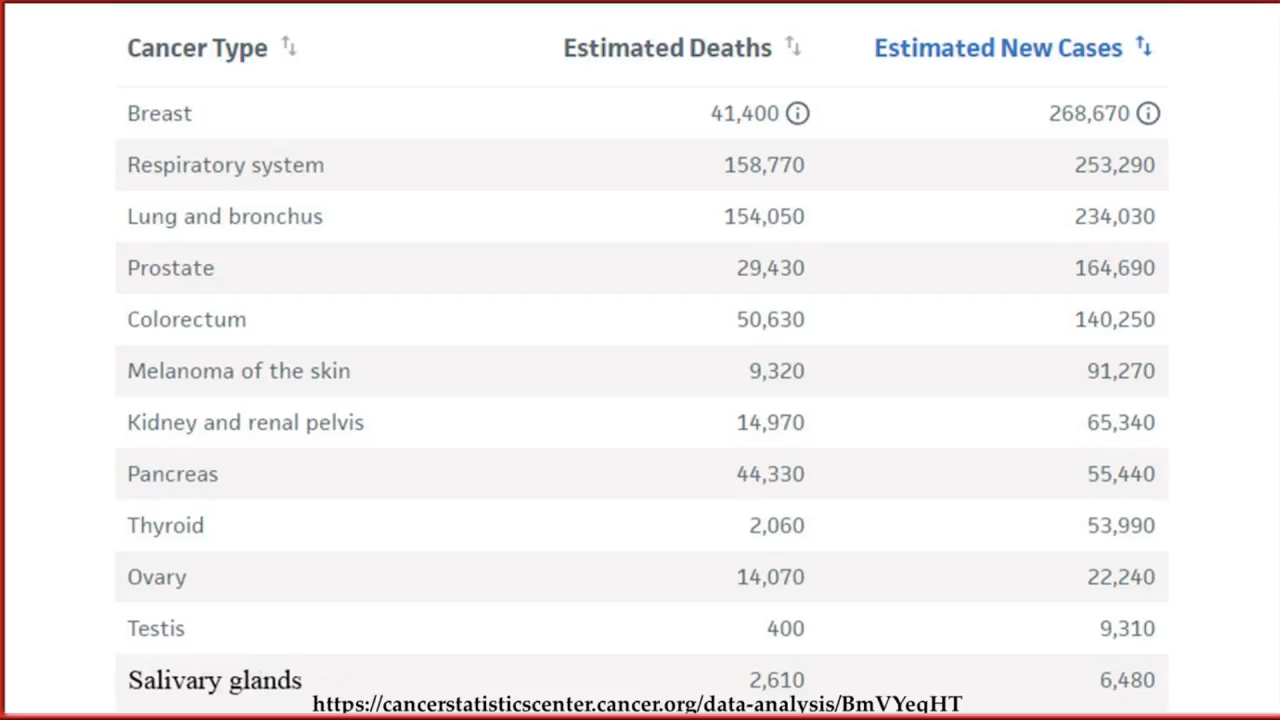 Cancer Type Estimated Deaths Estimated New Cases
Breast 41,400 268,670
Respiratory system 158,770 253,290
Lung and bronchus 154,050 234,030
Prostate 29,430 164,690
Colorectum 50,630 140,250
Melanoma of the skin 9,320 91,270
Kidney and renal pelvis 14,970 65,340
Pancreas 44,330 55,440
Thyroid 2,060 53,990
Ovary 14,070 22,240
Testis 400 9,310
Salivary glands 2,610 6,480
https://cancerstatisticscenter.cancer.org/data-analysis/BmVYeqHT